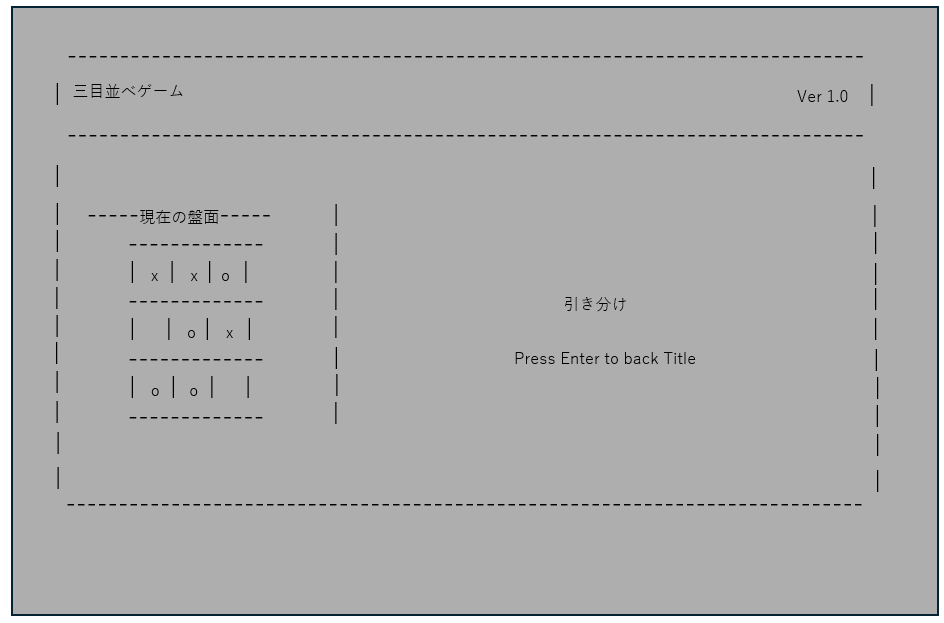 --------------------------------------------------------------------------------
| 三目並べゲーム Ver 1.0 |
--------------------------------------------------------------------------------
| |
| -----現在の盤面----- | |
| ------------- | |
| | x | x | o | | |
| ------------- | 引き分け |
| | | o | x | | |
| ------------- | Press Enter to back Title |
| | o | o | | | |
| ------------- | |
| |
| |
--------------------------------------------------------------------------------